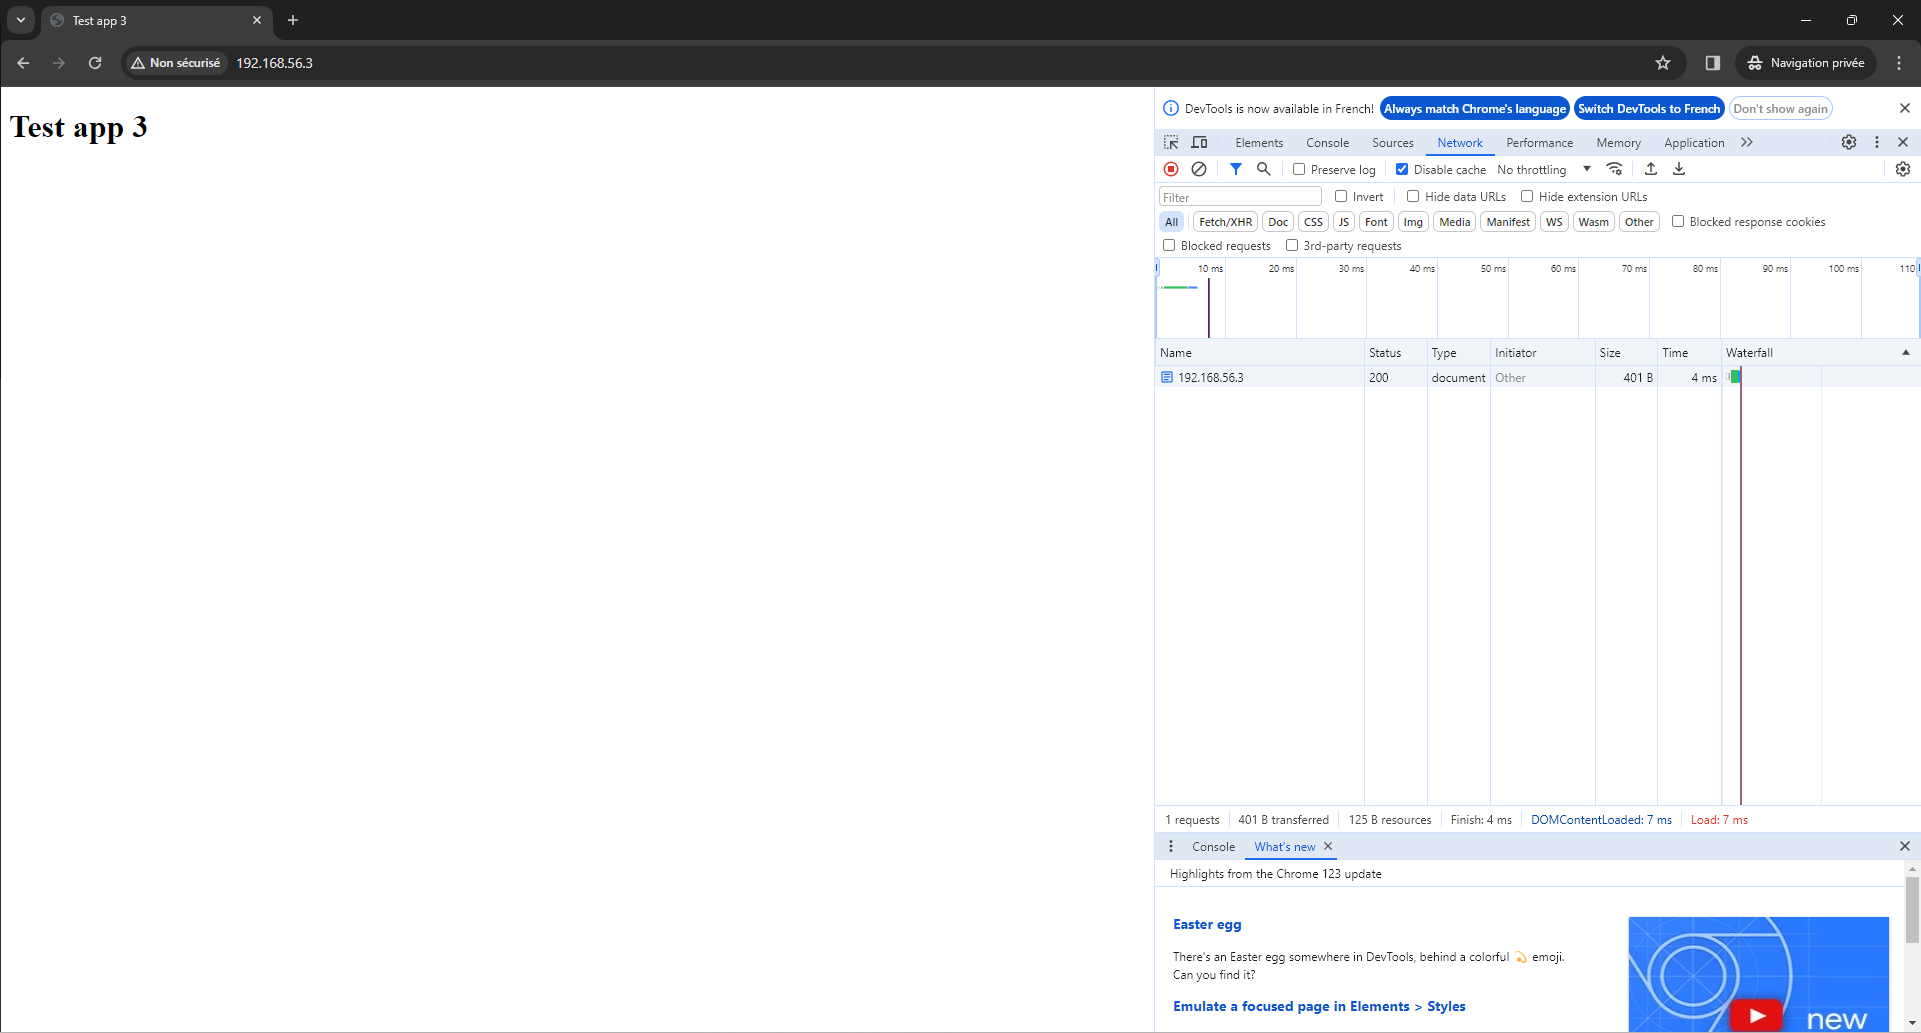 Test app 3
Non sécurisé 192.168.56.3 Navigation privée
Test app 3
DevTools is now available in French! Always match Chrome's language Switch DevTools to French Don't show again
Elements Console Sources Network Performance Memory Application
Preserve log Disable cache No throttling
Filter Invert Hide data URLs Hide extension URLs
All Fetch/XHR Doc CSS JS Font Img Media Manifest WS Wasm Other Blocked response cookies
Blocked requests 3rd-party requests
10 ms 20 ms 30 ms 40 ms 50 ms 60 ms 70 ms 80 ms 90 ms 100 ms 110
Name Status Type Initiator Size Time Waterfall
192.168.56.3 200 document Other 401 B 4 ms
1 requests 401 B transferred 125 B resources Finish: 4 ms DOMContentLoaded: 7 ms Load: 7 ms
Console What's new
Highlights from the Chrome 123 update
Easter egg
There's an Easter egg somewhere in DevTools, behind a colorful 💫 emoji.
Can you find it?
Emulate a focused page in Elements > Styles
new